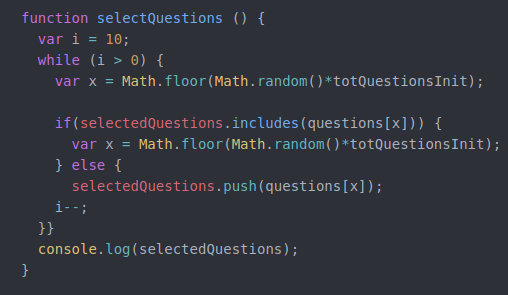 function selectQuestions () {
  var i = 10;
  while (i > 0) {
    var x = Math.floor(Math.random()*totQuestionsInit);

    if(selectedQuestions.includes(questions[x])) {
      var x = Math.floor(Math.random()*totQuestionsInit);
    } else {
      selectedQuestions.push(questions[x]);
    i--;
  }}
  console.log(selectedQuestions);
}